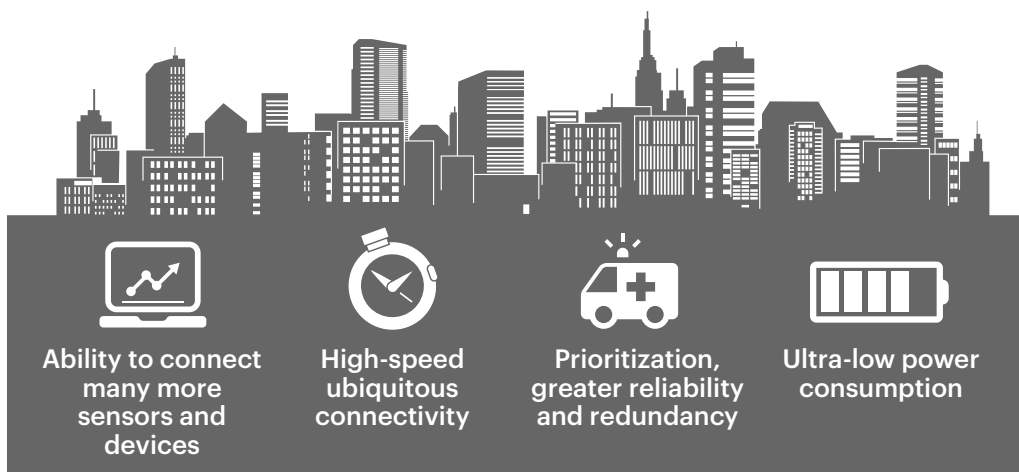 Ability to connect
many more
sensors and
devices
High-speed
ubiquitous
connectivity
Prioritization,
greater reliability
and redundancy
Ultra-low power
consumption